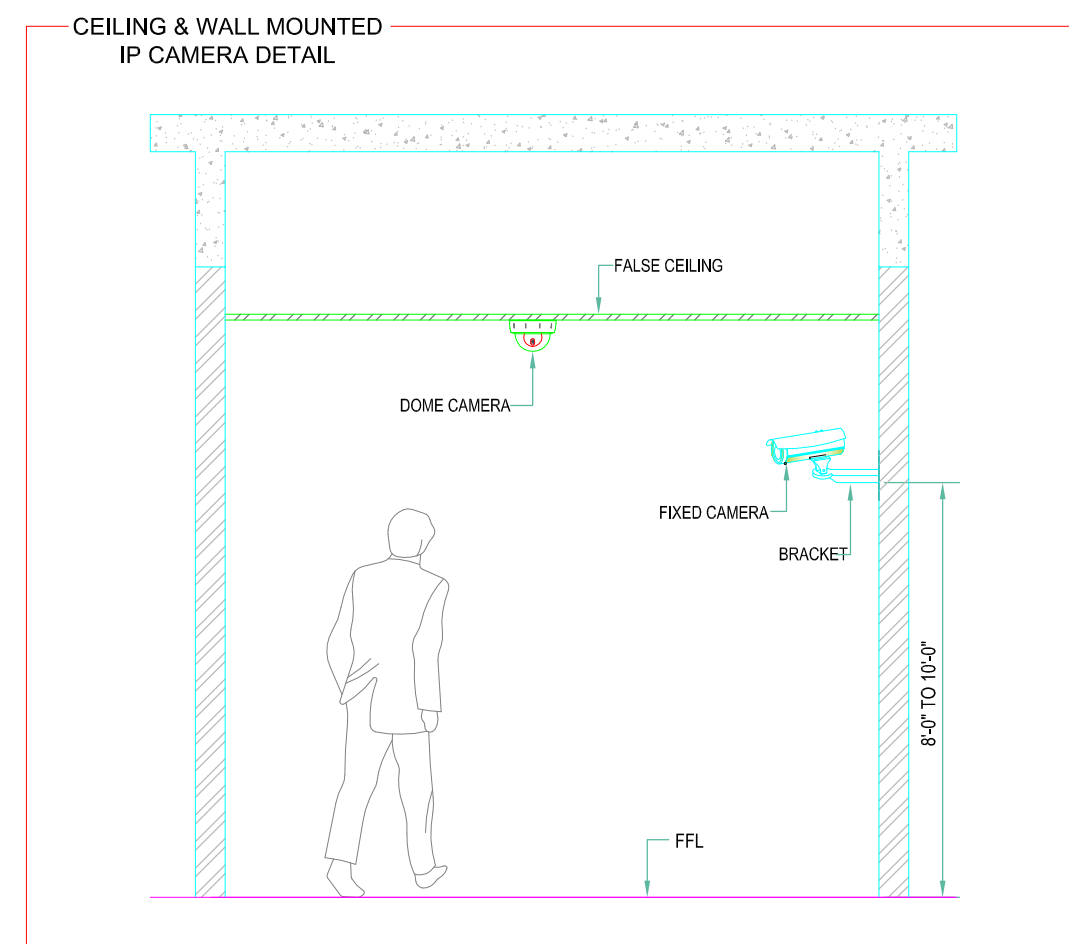 CEILING & WALL MOUNTED
IP CAMERA DETAIL
FALSE CEILING
DOME CAMERA
FIXED CAMERA
BRACKET
8'-0" TO 10'-0"
FFL